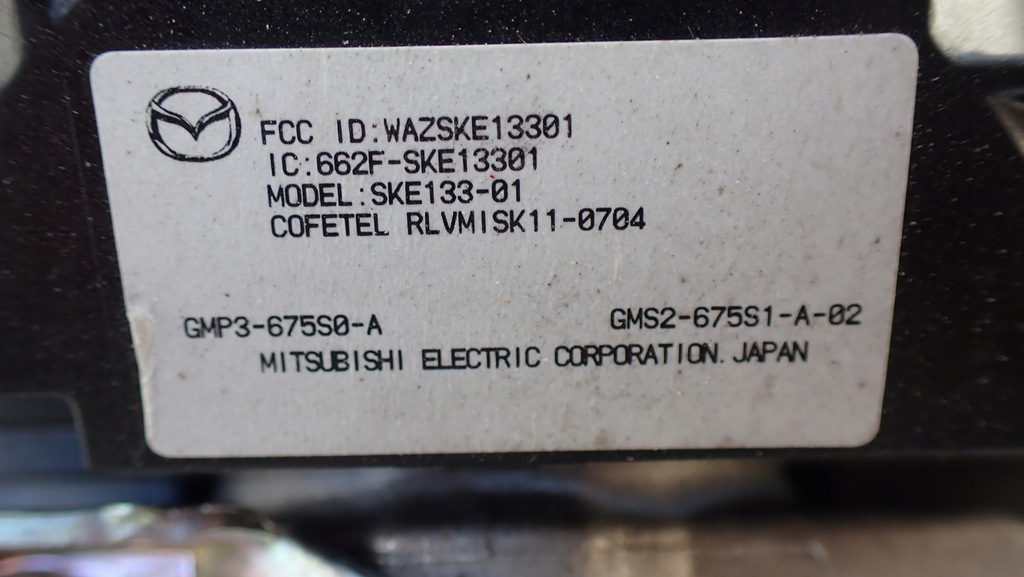 FCC ID:WAZSKE13301
IC:662F-SKE13301
MODEL:SKE133-01
COFETEL RLVMISK11-0704
GMP3-675S0-A GMS2-675S1-A-02
MITSUBISHI ELECTRIC CORPORATION. JAPAN